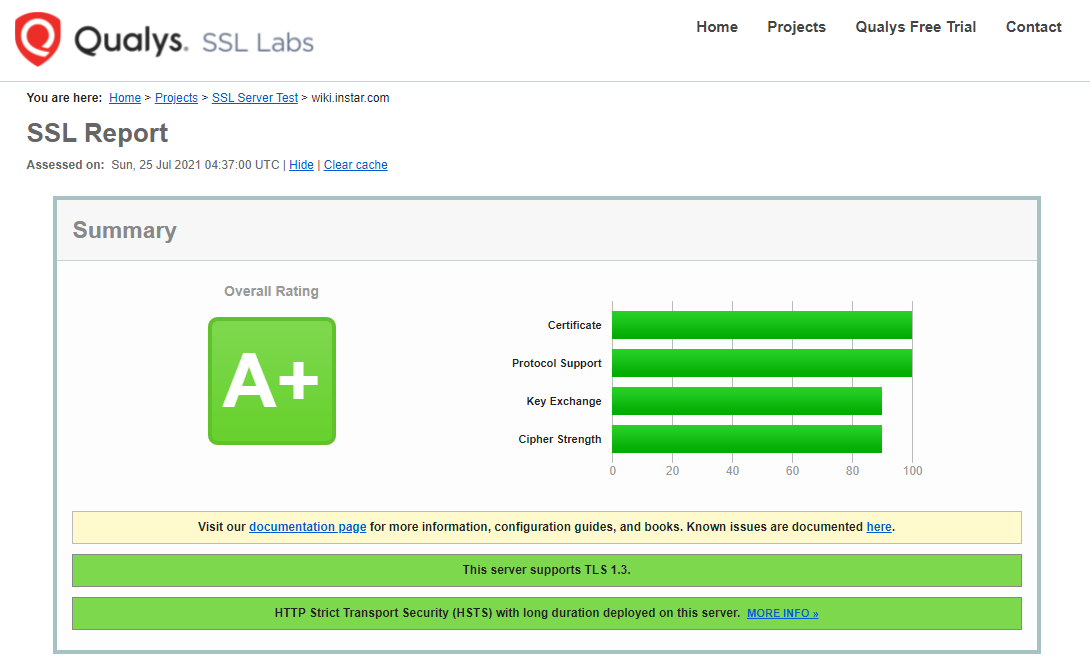 Qualys. SSL Labs
Home Projects Qualys Free Trial Contact
You are here: Home > Projects > SSL Server Test > wiki.instar.com
SSL Report
Assessed on: Sun, 25 Jul 2021 04:37:00 UTC | Hide | Clear cache
Summary
Overall Rating
A+
Certificate
Protocol Support
Key Exchange
Cipher Strength
0 20 40 60 80 100
Visit our documentation page for more information, configuration guides, and books. Known issues are documented here.
This server supports TLS 1.3.
HTTP Strict Transport Security (HSTS) with long duration deployed on this server. MORE INFO »